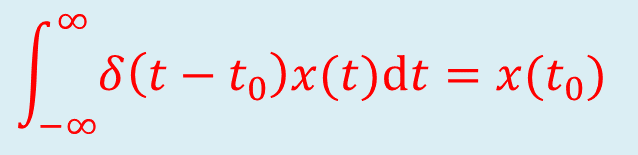 ∫_{-∞}^{∞} δ(t − t₀)x(t)dt = x(t₀)